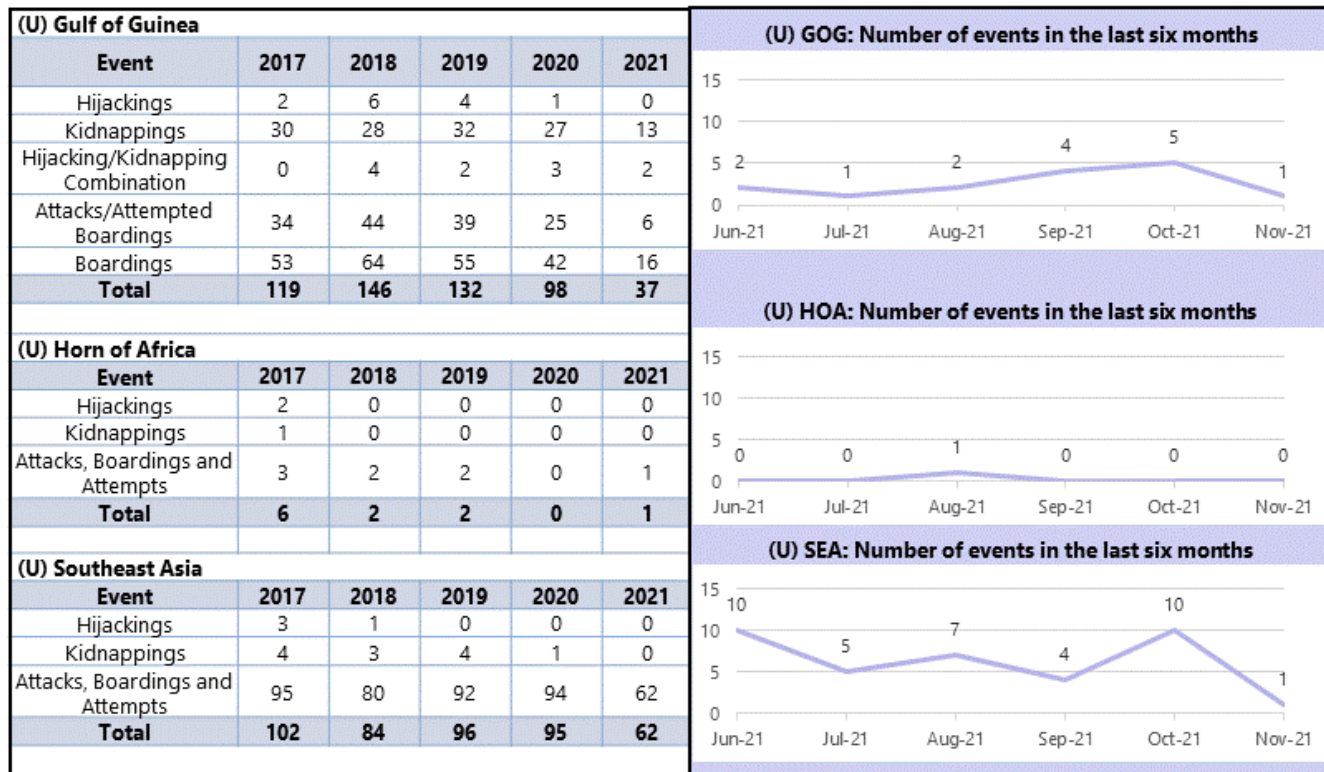 (U) Gulf of Guinea
Event 2017 2018 2019 2020 2021
Hijackings 2 6 4 1 0
Kidnappings 30 28 32 27 13
Hijacking/Kidnapping
Combination 0 4 2 3 2
Attacks/Attempted
Boardings 34 44 39 25 6
Boardings 53 64 55 42 16
Total 119 146 132 98 37
(U) Horn of Africa
Event 2017 2018 2019 2020 2021
Hijackings 2 0 0 0 0
Kidnappings 1 0 0 0 0
Attacks, Boardings and
Attempts 3 2 2 0 1
Total 6 2 2 0 1
(U) Southeast Asia
Event 2017 2018 2019 2020 2021
Hijackings 3 1 0 0 0
Kidnappings 4 3 4 1 0
Attacks, Boardings and
Attempts 95 80 92 94 62
Total 102 84 96 95 62
(U) GOG: Number of events in the last six months
15
10
5
0
2 1 2 4 5 1
Jun-21 Jul-21 Aug-21 Sep-21 Oct-21 Nov-21
(U) HOA: Number of events in the last six months
15
10
5
0
0 0 1 0 0 0
Jun-21 Jul-21 Aug-21 Sep-21 Oct-21 Nov-21
(U) SEA: Number of events in the last six months
15
10
5
0
10 5 7 4 10 1
Jun-21 Jul-21 Aug-21 Sep-21 Oct-21 Nov-21